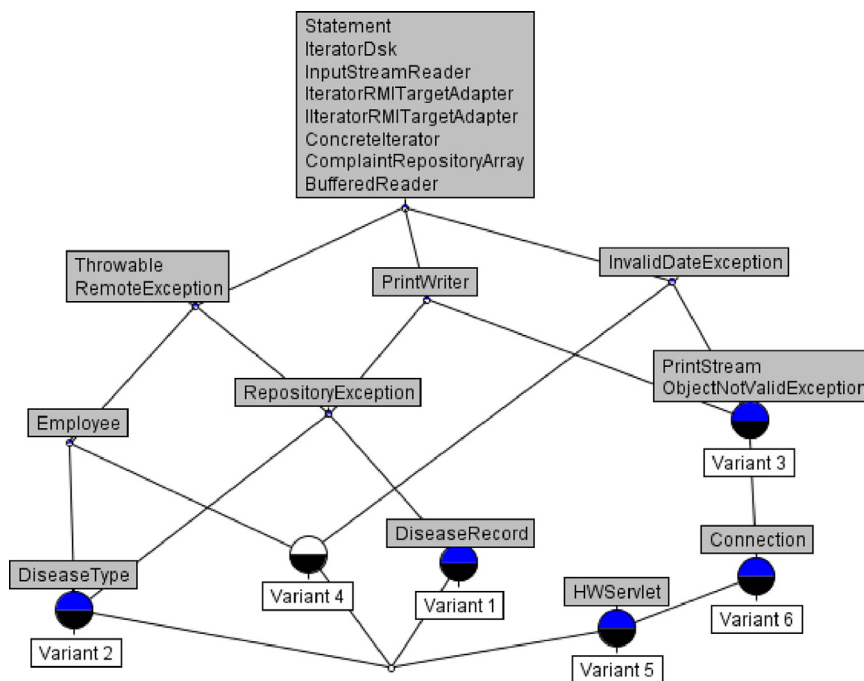 Statement
IteratorDsk
InputStreamReader
IteratorRMITargetAdapter
IIteratorRMITargetAdapter
ConcreteIterator
ComplaintRepositoryArray
BufferedReader
Throwable
RemoteException
PrintWriter
InvalidDateException
PrintStream
ObjectNotValidException
RepositoryException
Employee
Variant 3
DiseaseRecord
Connection
DiseaseType
HWServlet
Variant 4
Variant 1
Variant 6
Variant 2
Variant 5